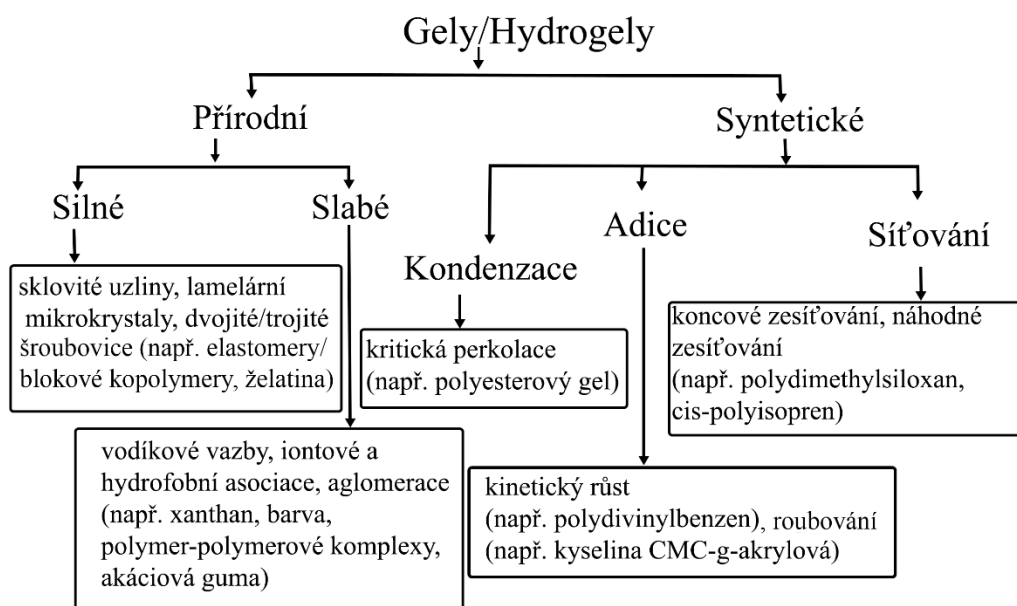 Gely/Hydrogely
Přírodní
Syntetické
Silné
Slabé
Kondenzace
Adice
Síťování
sklovité uzliny, lamelární
mikrokrystaly, dvojité/trojité
šroubovice (např. elastomery/
blokové kopolymery, želatina)
vodíkové vazby, iontové a
hydrofobní asociace, aglomerace
(např. xanthan, barva,
polymer-polymerové komplexy,
akáciová guma)
kritická perkolace
(např. polyesterový gel)
kinetický růst
(např. polydivinylbenzen), roubování
(např. kyselina CMC-g-akrylová)
koncové zesíťování, náhodné
zesíťování
(např. polydimethylsiloxan,
cis-polyisopren)